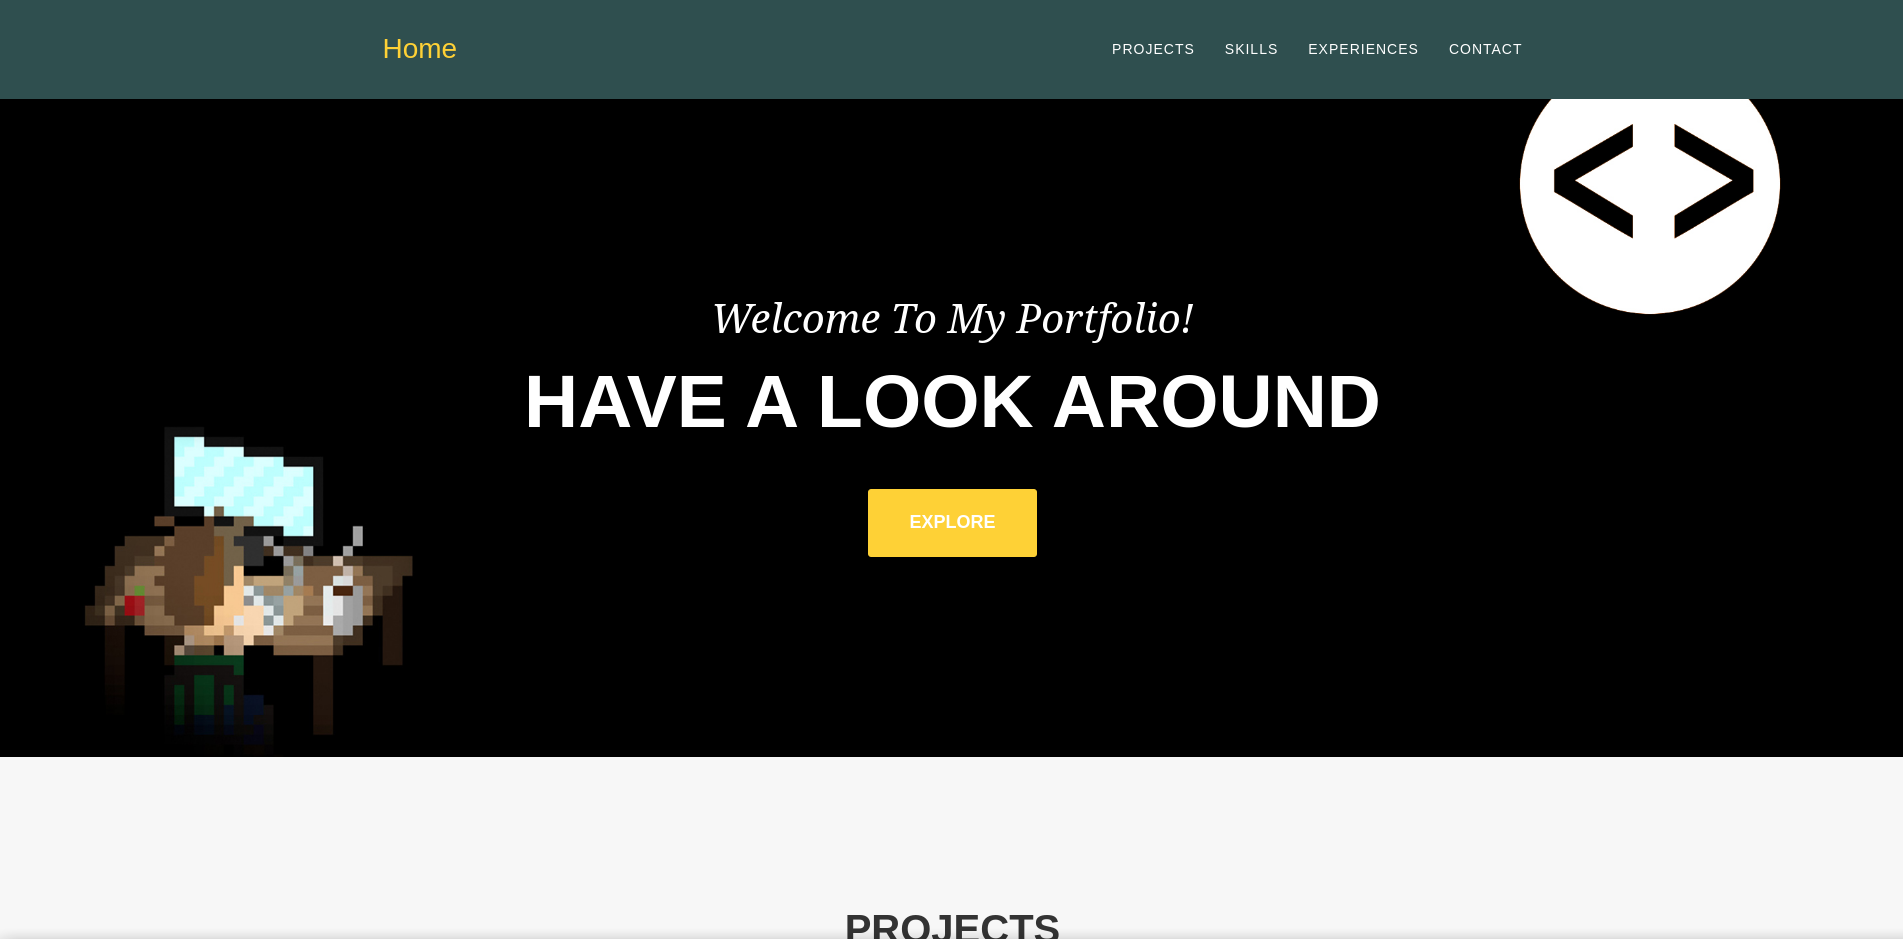 Home
PROJECTS SKILLS EXPERIENCES CONTACT
<>
Welcome To My Portfolio!
HAVE A LOOK AROUND
EXPLORE
PROJECTS